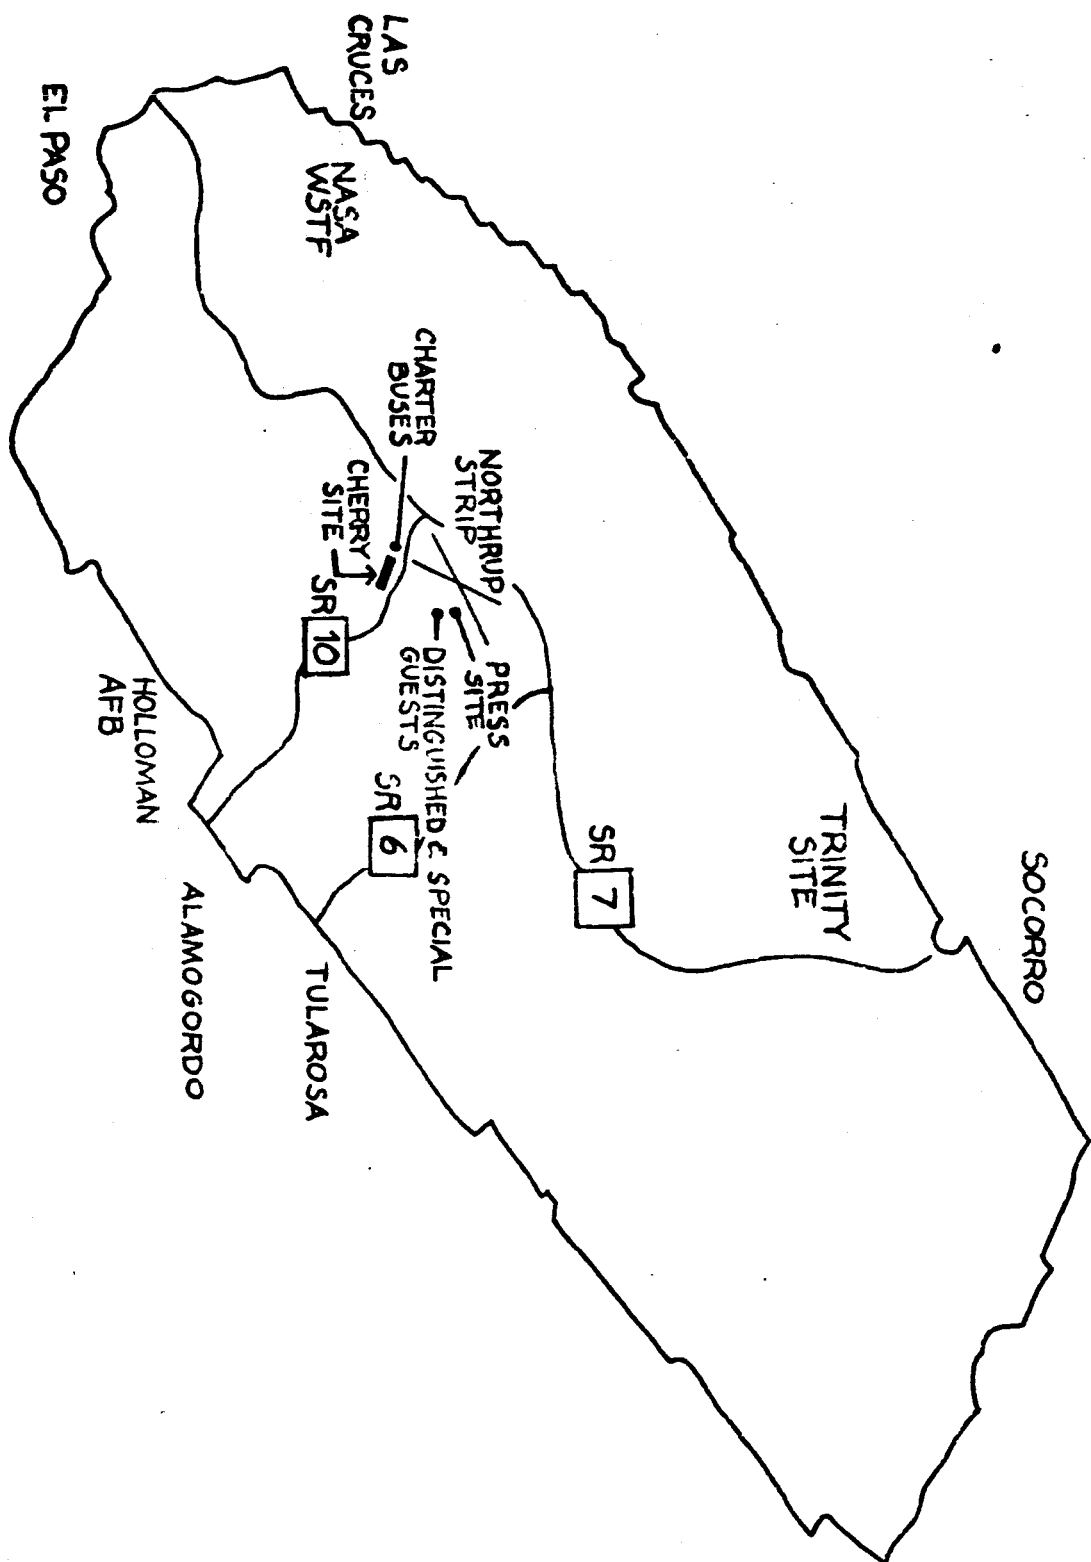 SOCORRO
TRINITY
SITE
SR 7
NORTHRUP
STRIP
PRESS
SITE
DISTINGUISHED & SPECIAL
GUESTS
SR 6
TULAROSA
ALAMOGORDO
LAS
CRUCES
NASA
WSTF
CHARTER
BUSES
CHERRY
SITE
SR 10
HOLLOMAN
AFB
EL PASO